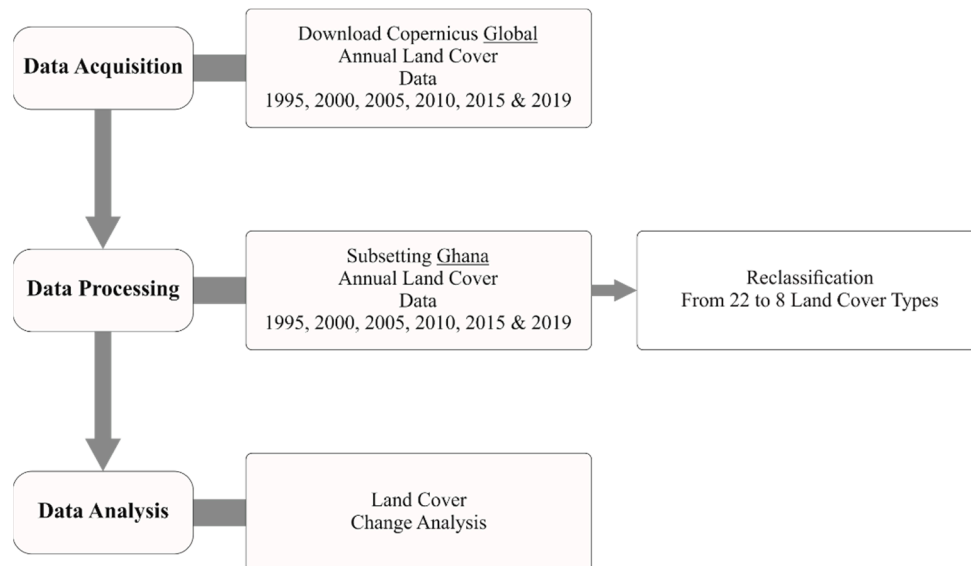 Data Acquisition
Download Copernicus Global
Annual Land Cover
Data
1995, 2000, 2005, 2010, 2015 & 2019
Data Processing
Subsetting Ghana
Annual Land Cover
Data
1995, 2000, 2005, 2010, 2015 & 2019
Reclassification
From 22 to 8 Land Cover Types
Data Analysis
Land Cover
Change Analysis